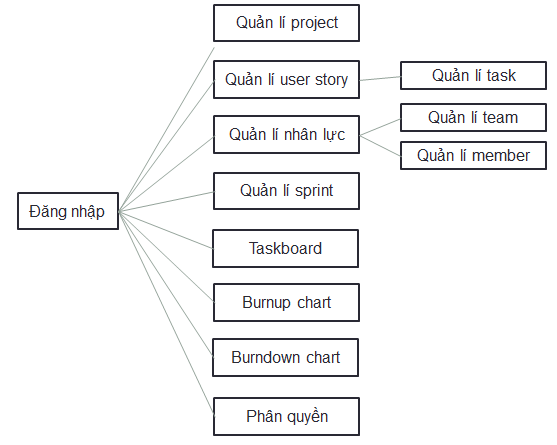 Quản lí project
Quản lí user story
Quản lí task
Quản lí nhân lực
Quản lí team
Quản lí member
Đăng nhập
Quản lí sprint
Taskboard
Burnup chart
Burndown chart
Phân quyền